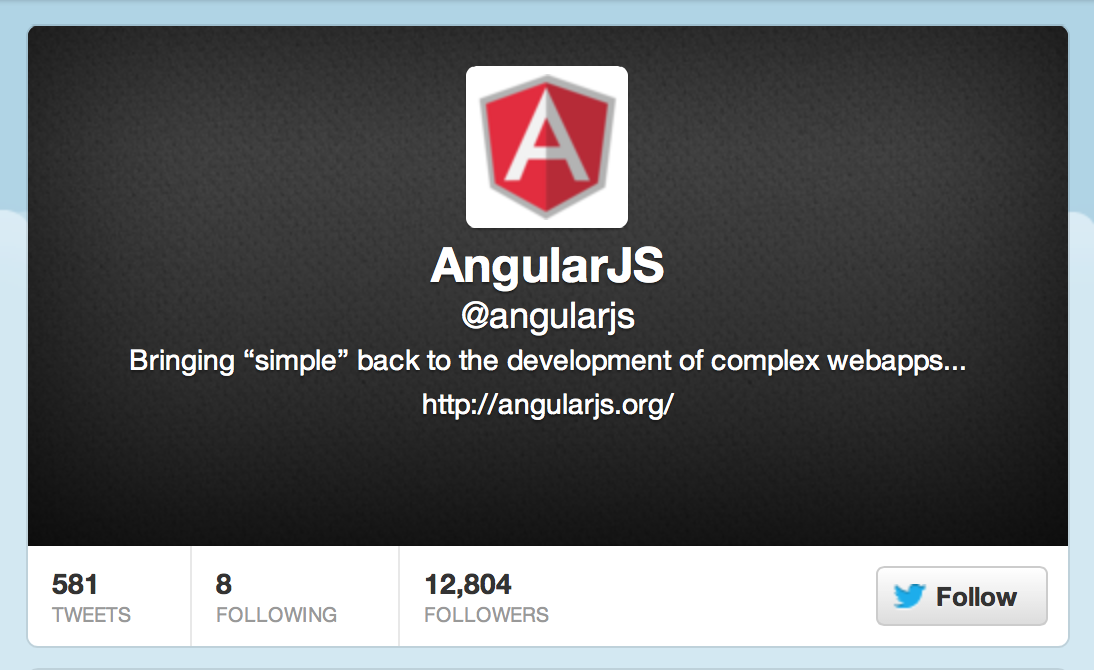 A
AngularJS
@angularjs
Bringing “simple” back to the development of complex webapps...
http://angularjs.org/
581
TWEETS
8
FOLLOWING
12,804
FOLLOWERS
Follow